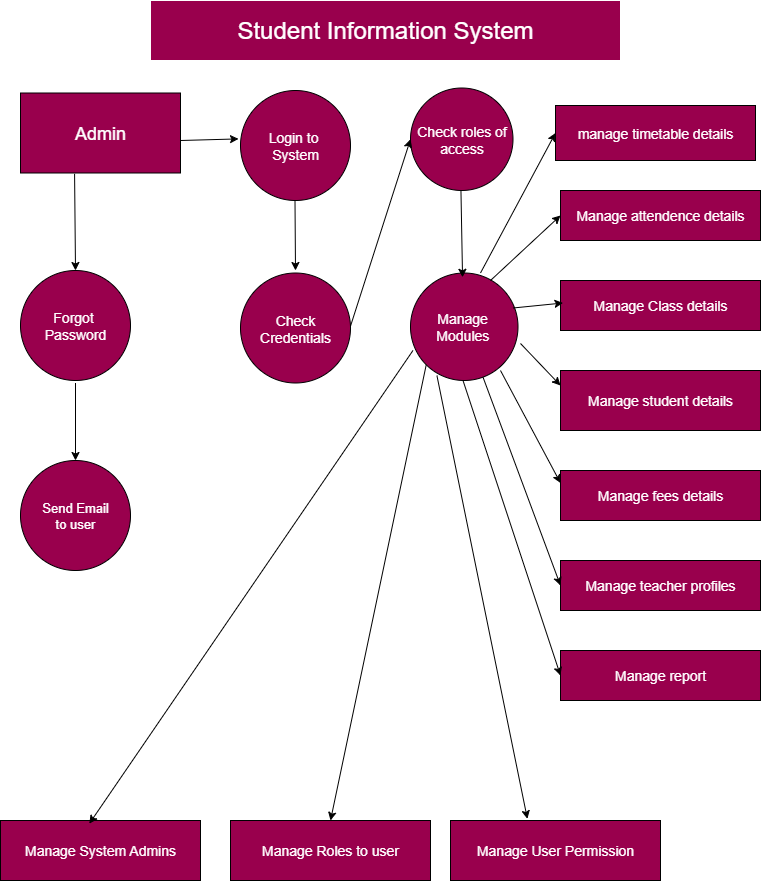 Student Information System
Admin
Login to
System
Check roles of
access
manage timetable details
Manage attendence details
Manage Class details
Forgot
Password
Check
Credentials
Manage
Modules
Manage student details
Manage fees details
Send Email
to user
Manage teacher profiles
Manage report
Manage System Admins
Manage Roles to user
Manage User Permission